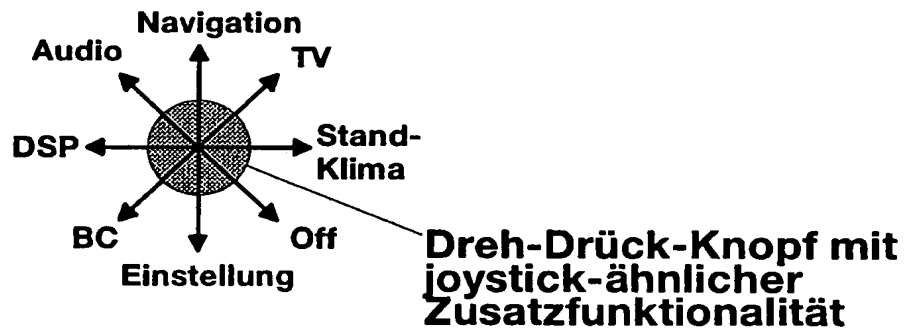 Navigation
Audio
TV
DSP
Stand-
Klima
BC
Off
Einstellung
Dreh-Drück-Knopf mit
joystick-ähnlicher
Zusatzfunktionalität